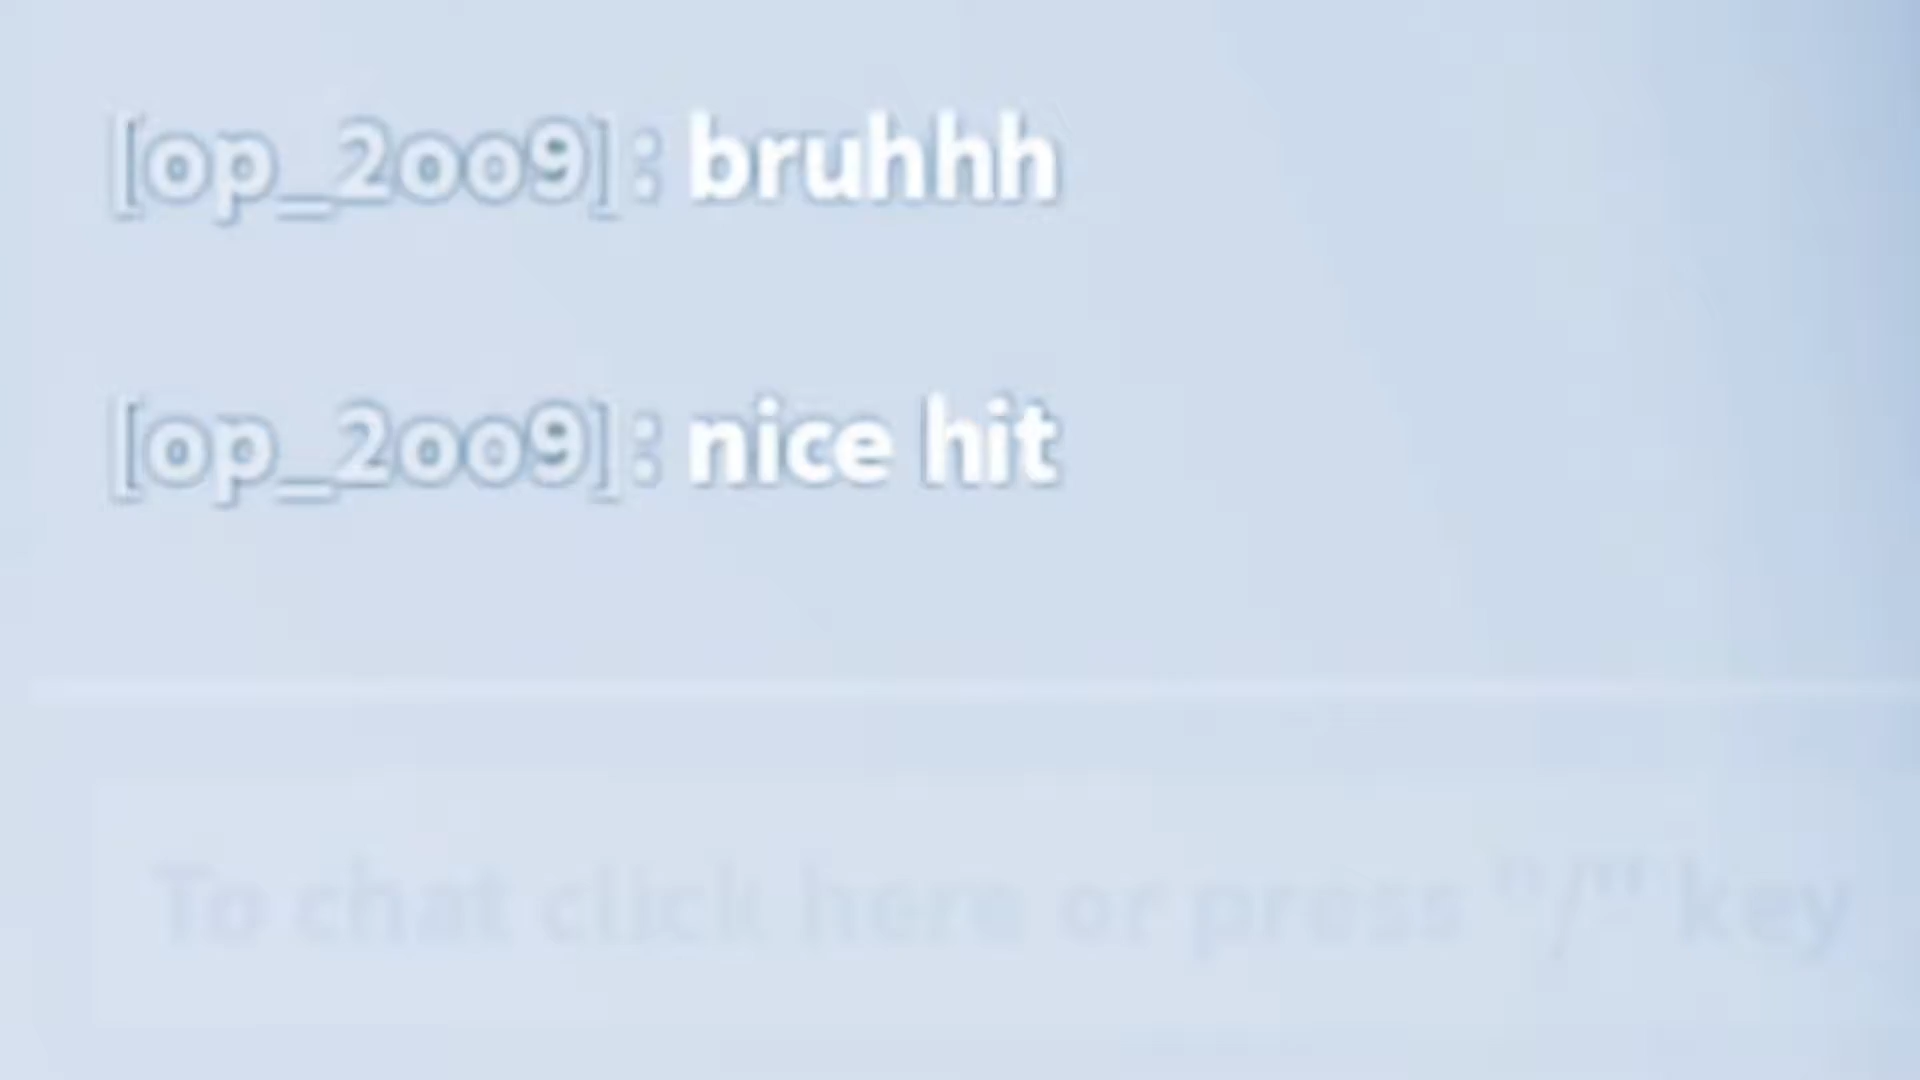 [op_2oo9]: bruhhh
[op_2oo9]: nice hit
To chat click here or press "/" key